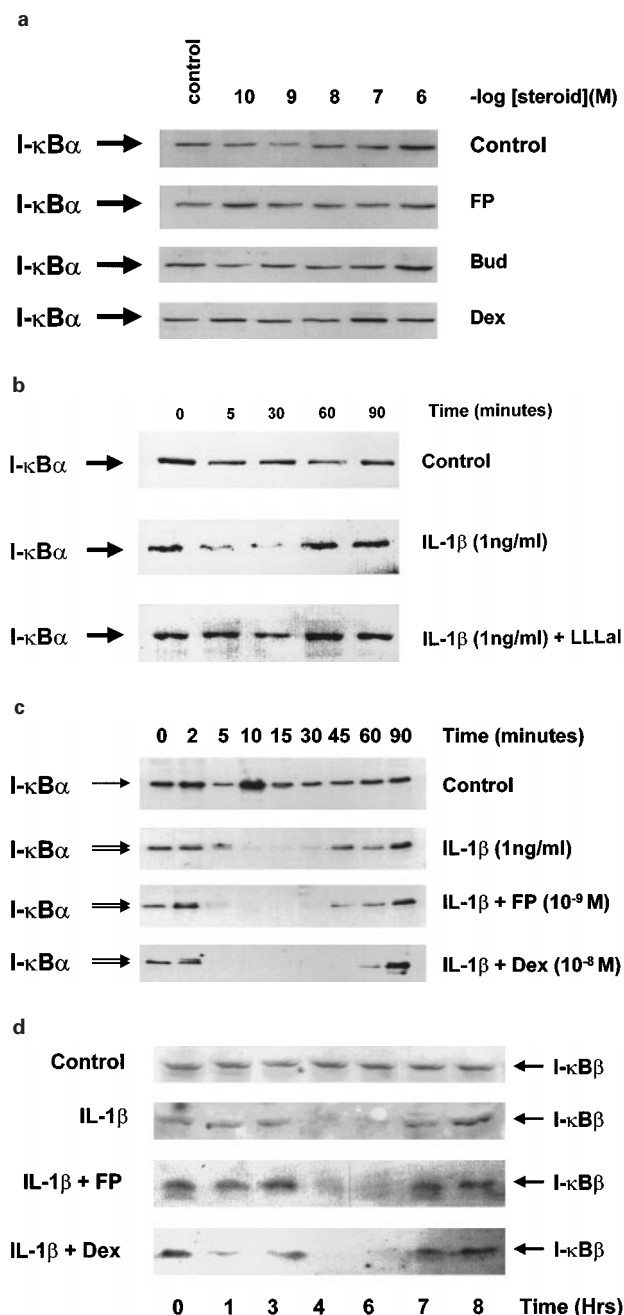 a
control 10 9 8 7 6 -log [steroid](M)
I-κBα Control
I-κBα FP
I-κBα Bud
I-κBα Dex
b
0 5 30 60 90 Time (minutes)
I-κBα Control
I-κBα IL-1β (1ng/ml)
I-κBα IL-1β (1ng/ml) + LLLal
c
0 2 5 10 15 30 45 60 90 Time (minutes)
I-κBα Control
I-κBα IL-1β (1ng/ml)
I-κBα IL-1β + FP (10⁻⁹ M)
I-κBα IL-1β + Dex (10⁻⁸ M)
d
Control I-κBβ
IL-1β I-κBβ
IL-1β + FP I-κBβ
IL-1β + Dex I-κBβ
0 1 3 4 6 7 8 Time (Hrs)